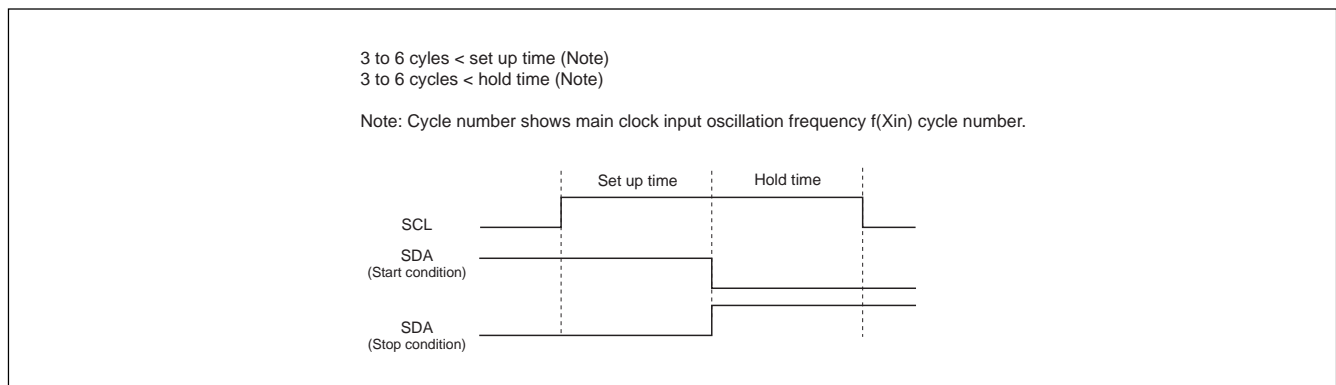 3 to 6 cyles < set up time (Note)
3 to 6 cycles < hold time (Note)
Note: Cycle number shows main clock input oscillation frequency f(Xin) cycle number.
Set up time
Hold time
SCL
SDA
(Start condition)
SDA
(Stop condition)